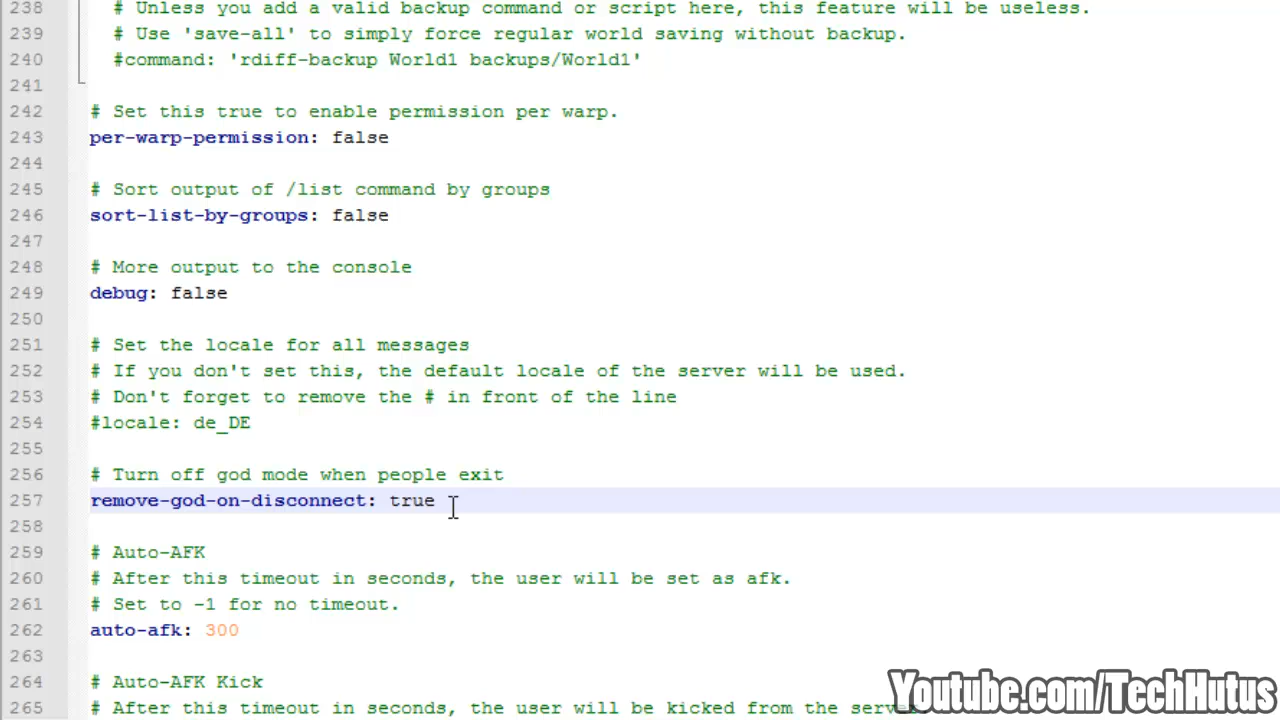 238 # Unless you add a valid backup command or script here, this feature will be useless.
239 # Use 'save-all' to simply force regular world saving without backup.
240 #command: 'rdiff-backup World1 backups/World1'
241
242 # Set this true to enable permission per warp.
243 per-warp-permission: false
244
245 # Sort output of /list command by groups
246 sort-list-by-groups: false
247
248 # More output to the console
249 debug: false
250
251 # Set the locale for all messages
252 # If you don't set this, the default locale of the server will be used.
253 # Don't forget to remove the # in front of the line
254 #locale: de_DE
255
256 # Turn off god mode when people exit
257 remove-god-on-disconnect: true
258
259 # Auto-AFK
260 # After this timeout in seconds, the user will be set as afk.
261 # Set to -1 for no timeout.
262 auto-afk: 300
263
264 # Auto-AFK Kick
265 # After this timeout in seconds, the user will be kicked from the
Youtube.com/TechHutus